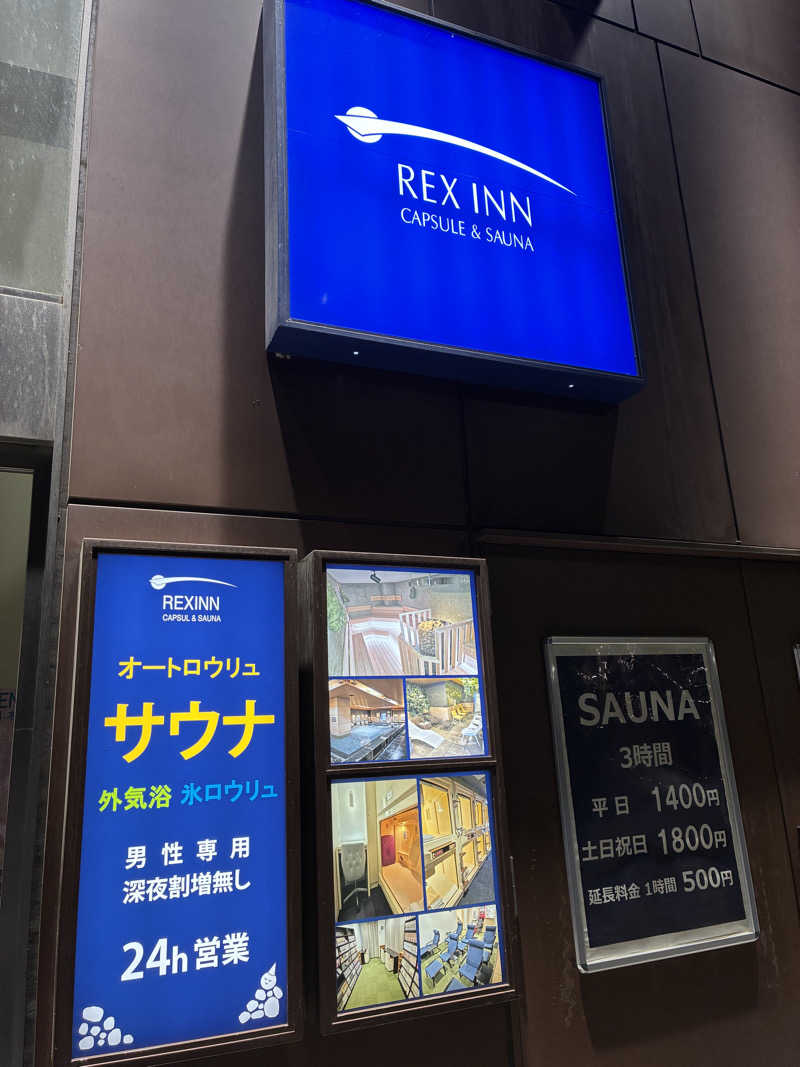 REX INN
CAPSULE & SAUNA
REXINN
CAPSUL & SAUNA
オートロウリュ
サウナ
外気浴 氷ロウリュ
男性専用
深夜割増無し
24h営業
SAUNA
3時間
平日 1400円
土日祝日 1800円
延長料金 1時間 500円